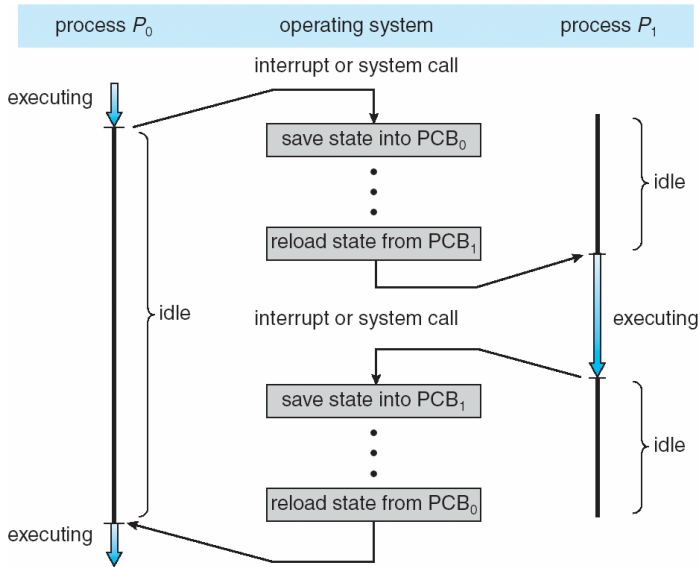 process P₀ operating system process P₁
interrupt or system call
executing
save state into PCB₀
idle
reload state from PCB₁
idle
interrupt or system call
executing
save state into PCB₁
idle
reload state from PCB₀
executing